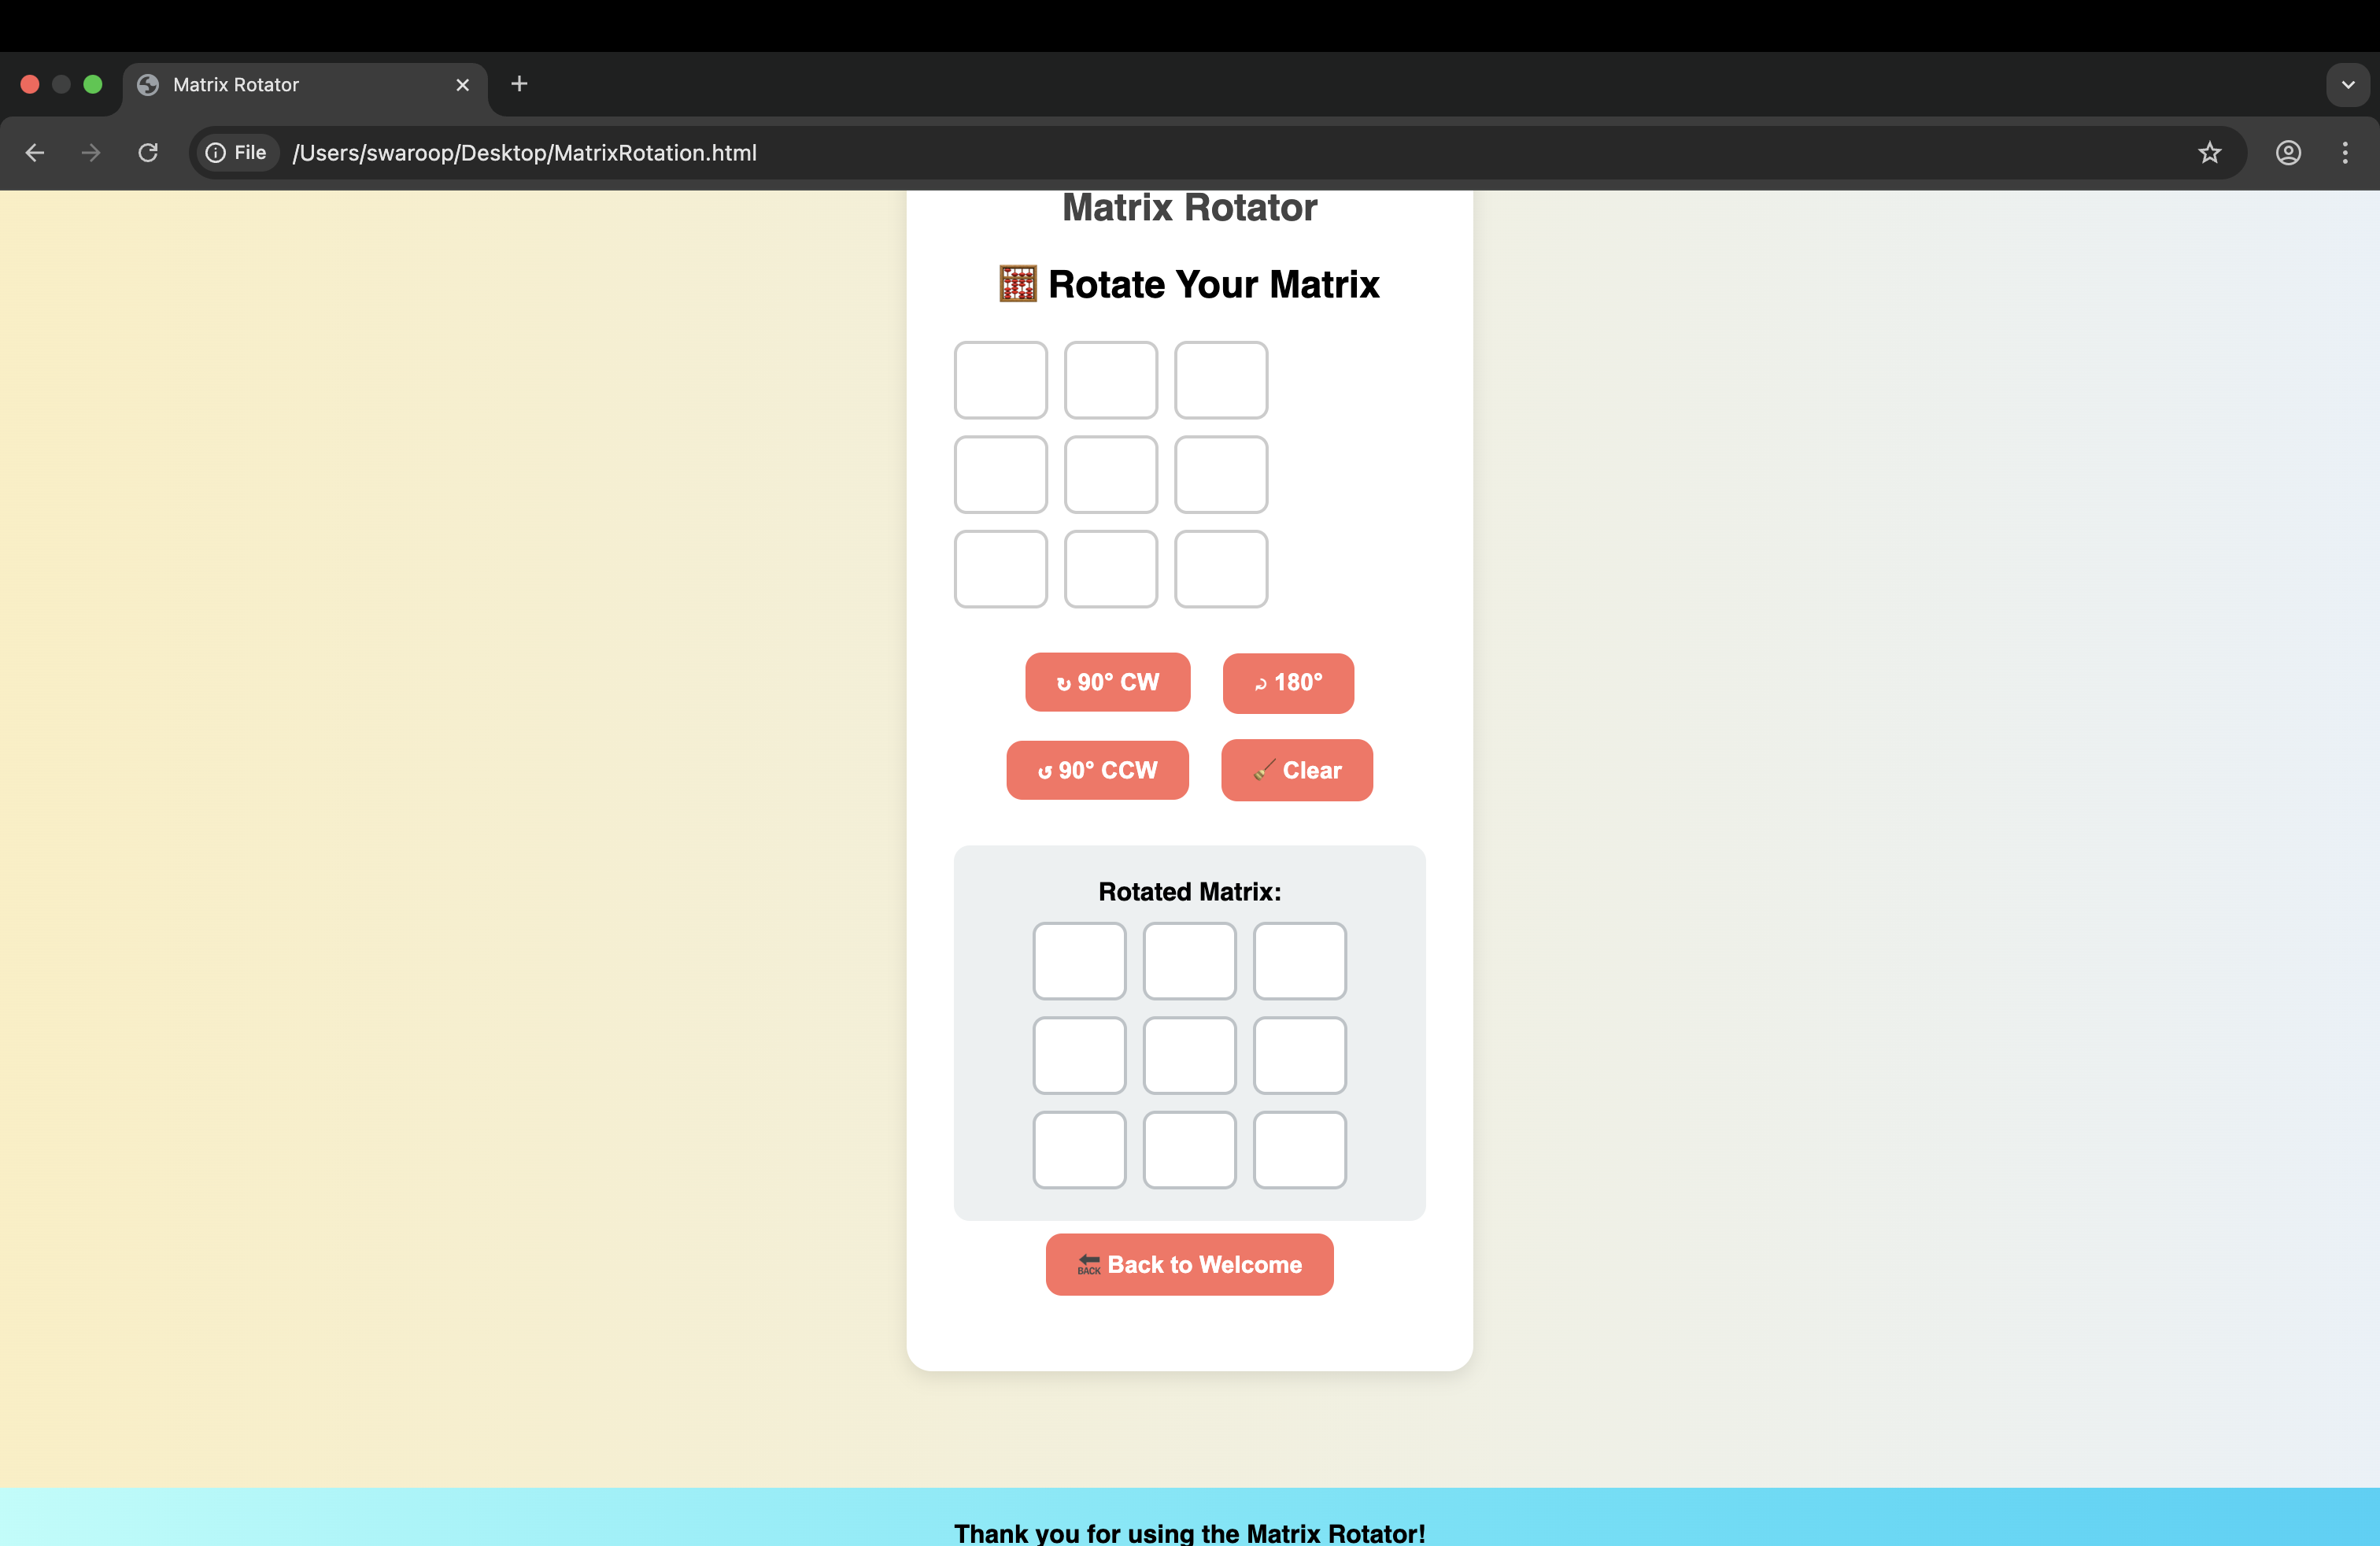 Matrix Rotator
File /Users/swaroop/Desktop/MatrixRotation.html
Matrix Rotator
🧮 Rotate Your Matrix
↻ 90° CW ⤾ 180°
↺ 90° CCW 🧹 Clear
Rotated Matrix:
🔙 Back to Welcome
Thank you for using the Matrix Rotator!